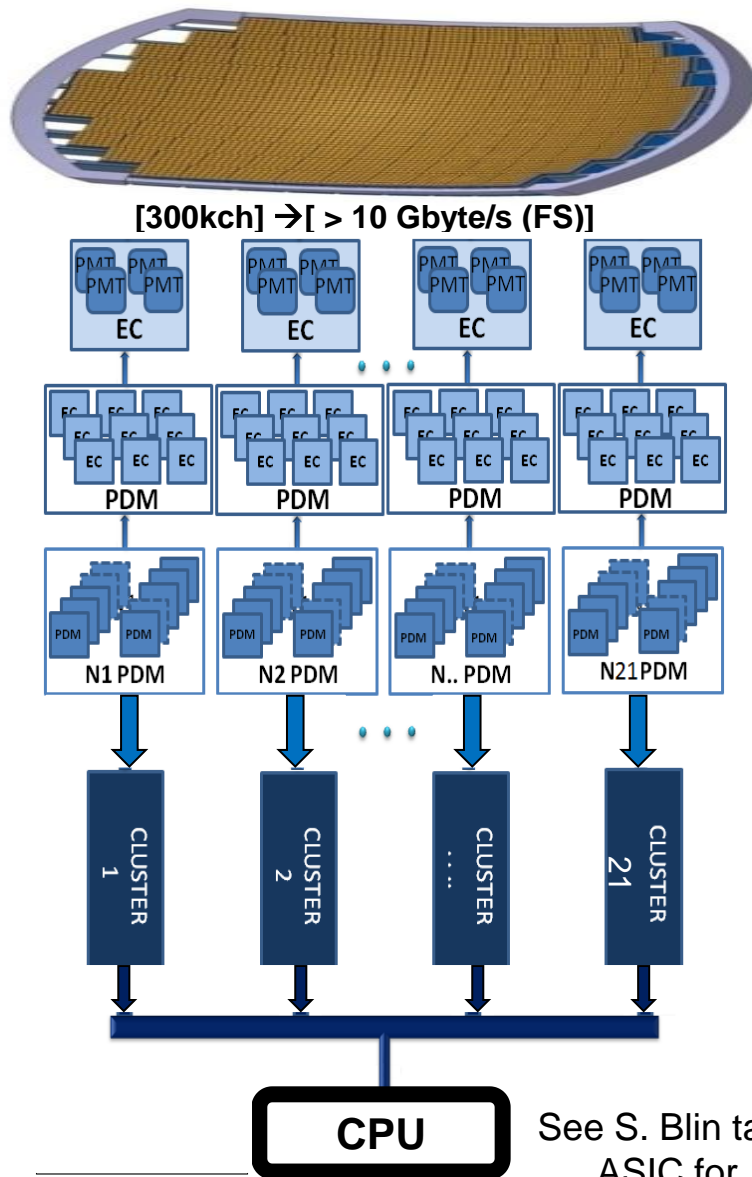 [300kch] →[ > 10 Gbyte/s (FS)]
PMT PMT PMT PMT PMT PMT PMT PMT
PMT PMT PMT PMT PMT PMT PMT PMT
EC EC EC EC
. . .
EC EC EC EC EC EC EC EC EC EC EC EC
EC EC EC EC EC EC EC EC EC EC EC EC
PDM PDM PDM PDM
PDM PDM PDM PDM PDM PDM PDM PDM
N1 PDM N2 PDM N.. PDM N21PDM
. . .
CLUSTER 1
CLUSTER 2
CLUSTER .....
CLUSTER 21
CPU
See S. Blin
ASIC for